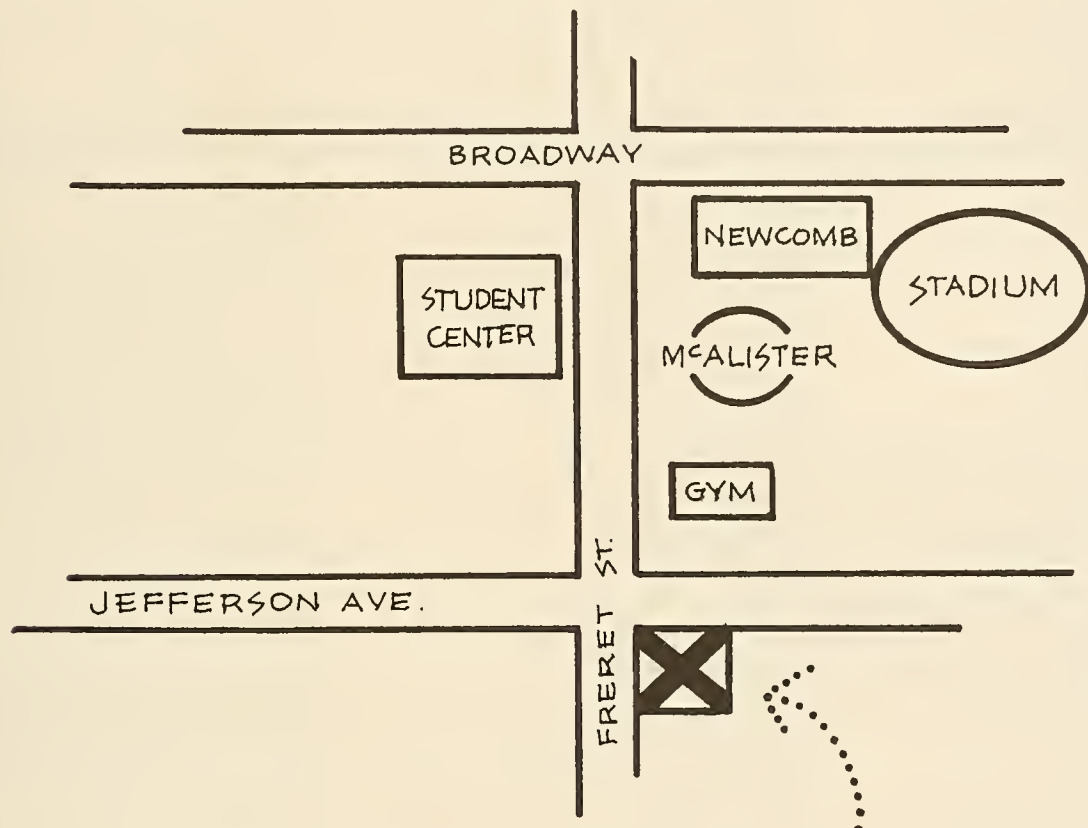 BROADWAY
NEWCOMB
STADIUM
STUDENT
CENTER
McALISTER
GYM
JEFFERSON AVE.
FRERET ST.